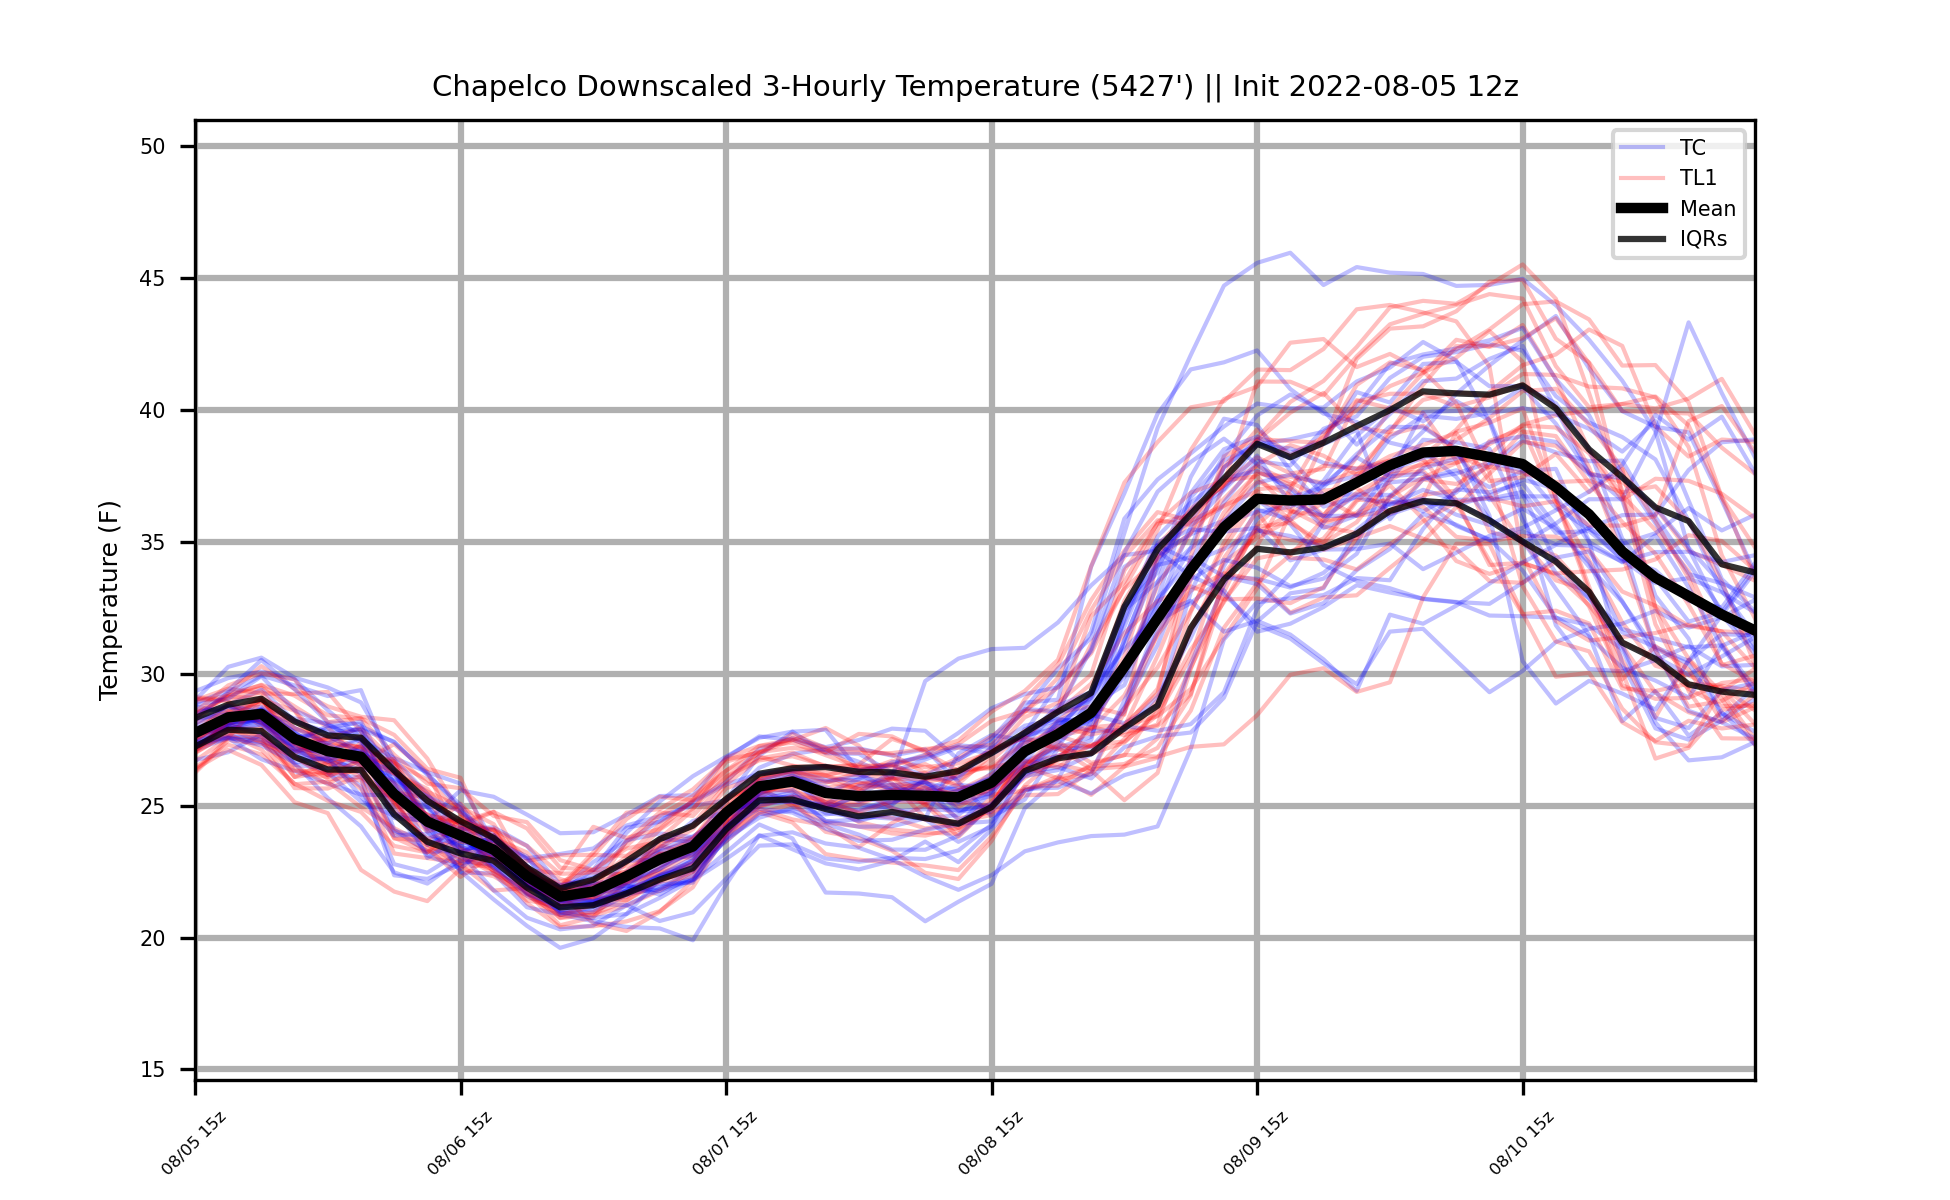 Chapelco Downscaled 3-Hourly Temperature (5427') || Init 2022-08-05 12z
TC
TL1
Mean
IQRs
Temperature (F)
50
45
40
35
30
25
20
15
08/05 15z
08/06 15z
08/07 15z
08/08 15z
08/09 15z
08/10 15z